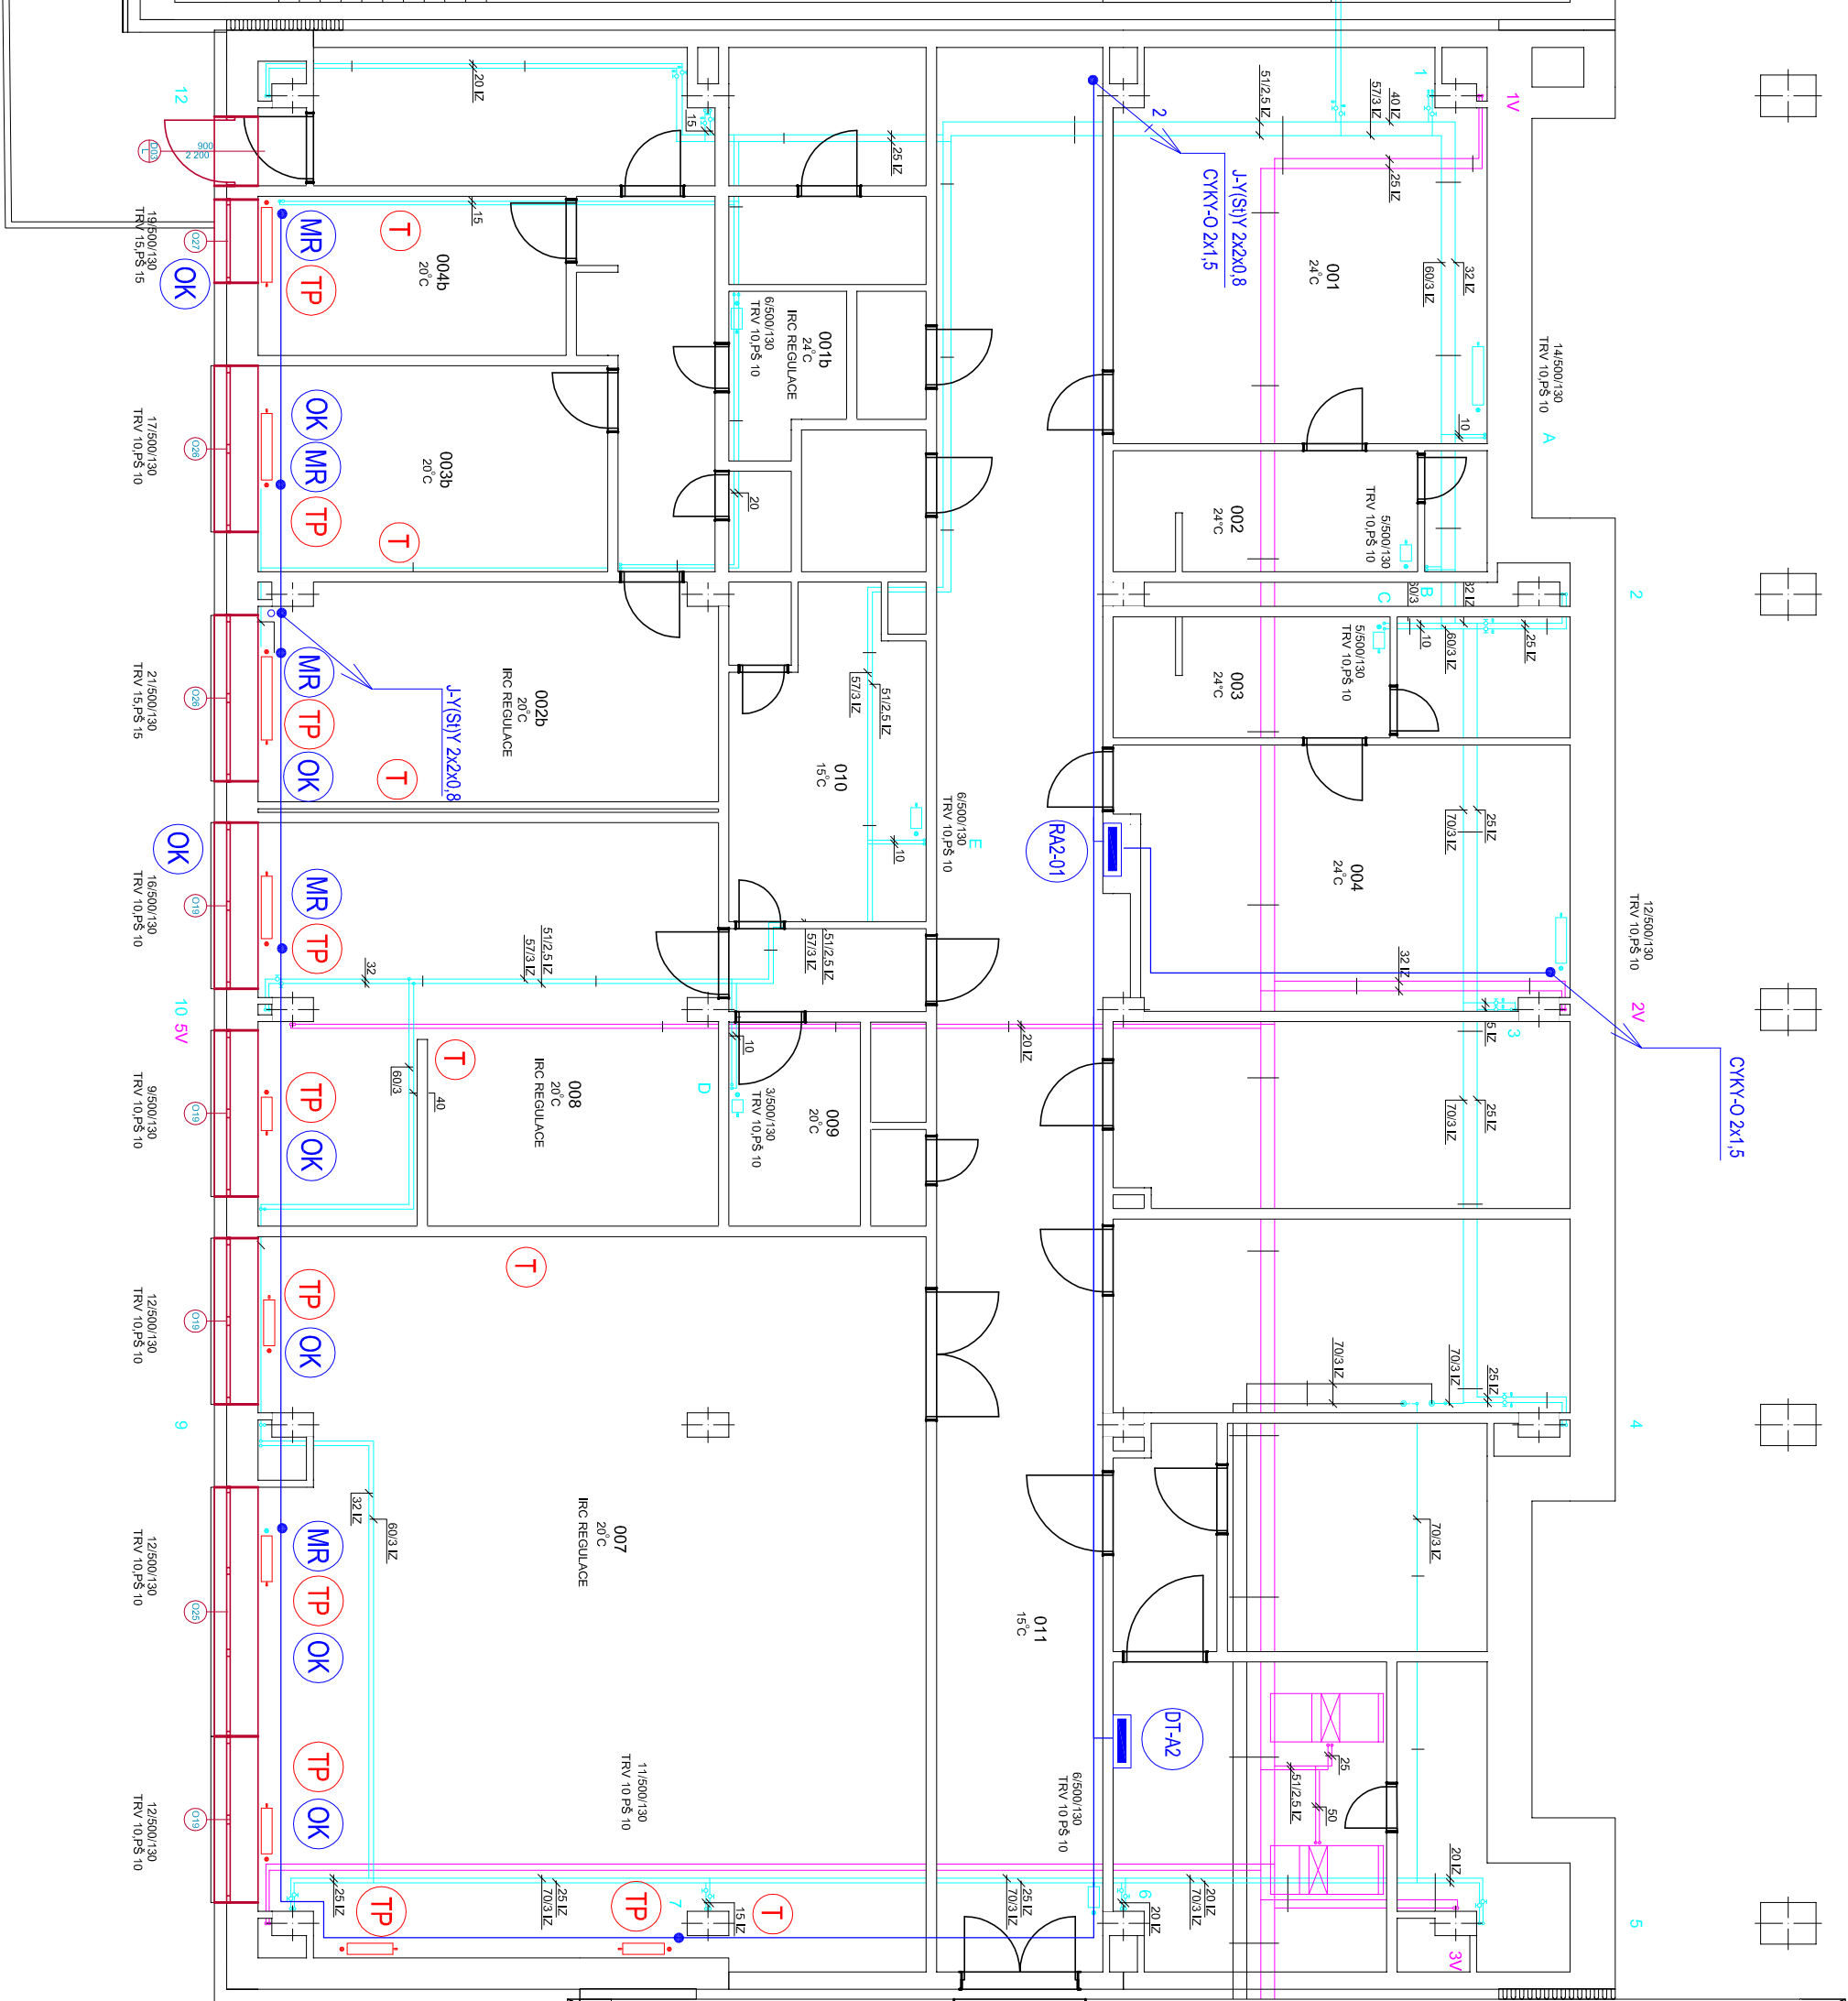 1V
1
40 IZ
57/3 IZ
51/2,5 IZ
25 IZ
2
J-Y(St)Y 2x2x0,8
CYKY-O 2x1,5
001
24°C
32 IZ
60/3 IZ
14/500/130
TRV 10,PŠ 10
A
10
002
24°C
5/500/130
TRV 10,PŠ 10
32 IZ
60/3
B
C
2
10
60/3 IZ
25 IZ
5/500/130
TRV 10,PŠ 10
003
24°C
004
24°C
25 IZ
70/3 IZ
12/500/130
TRV 10,PŠ 10
32 IZ
2V
3
5 IZ
CYKY-O 2x1,5
25 IZ
70/3 IZ
70/3 IZ
70/3 IZ
25 IZ
4
70/3 IZ
RA2-01
DT-A2
25
51/2,5 IZ
50
20 IZ
5
3V
20 IZ
70/3 IZ
6
20 IZ
011
15°C
6/500/130
TRV 10 PŠ 10
25 IZ
70/3 IZ
12
20 IZ
15
25 IZ
D03
L
900
2 200
15
19/500/130
TRV 15,PŠ 15
O27
OK
MR
TP
T
004b
20°C
001b
24°C
IRC REGULACE
6/500/130
TRV 10,PŠ 10
17/500/130
TRV 10,PŠ 10
O26
OK
MR
TP
T
003b
20°C
20
21/500/130
TRV 15,PŠ 15
O26
MR
TP
OK
T
J-Y(St)Y 2x2x0,8
002b
20°C
IRC REGULACE
51/2,5 IZ
57/3 IZ
010
15°C
6/500/130
TRV 10,PŠ 10
E
10
OK
16/500/130
TRV 10,PŠ 10
O19
MR
TP
32
51/2,5 IZ
57/3 IZ
51/2,5 IZ
57/3 IZ
10
5V
20 IZ
10
D
3/500/130
TRV 10,PŠ 10
009
20°C
008
20°C
IRC REGULACE
T
60/3
40
9/500/130
TRV 10,PŠ 10
O19
TP
OK
12/500/130
TRV 10,PŠ 10
O19
TP
OK
T
9
32 IZ
60/3 IZ
007
20°C
IRC REGULACE
12/500/130
TRV 10,PŠ 10
O25
MR
TP
OK
12/500/130
TRV 10,PŠ 10
O19
TP
OK
11/500/130
TRV 10 PŠ 10
25 IZ
TP
25 IZ
70/3 IZ
TP
7
15 IZ
T